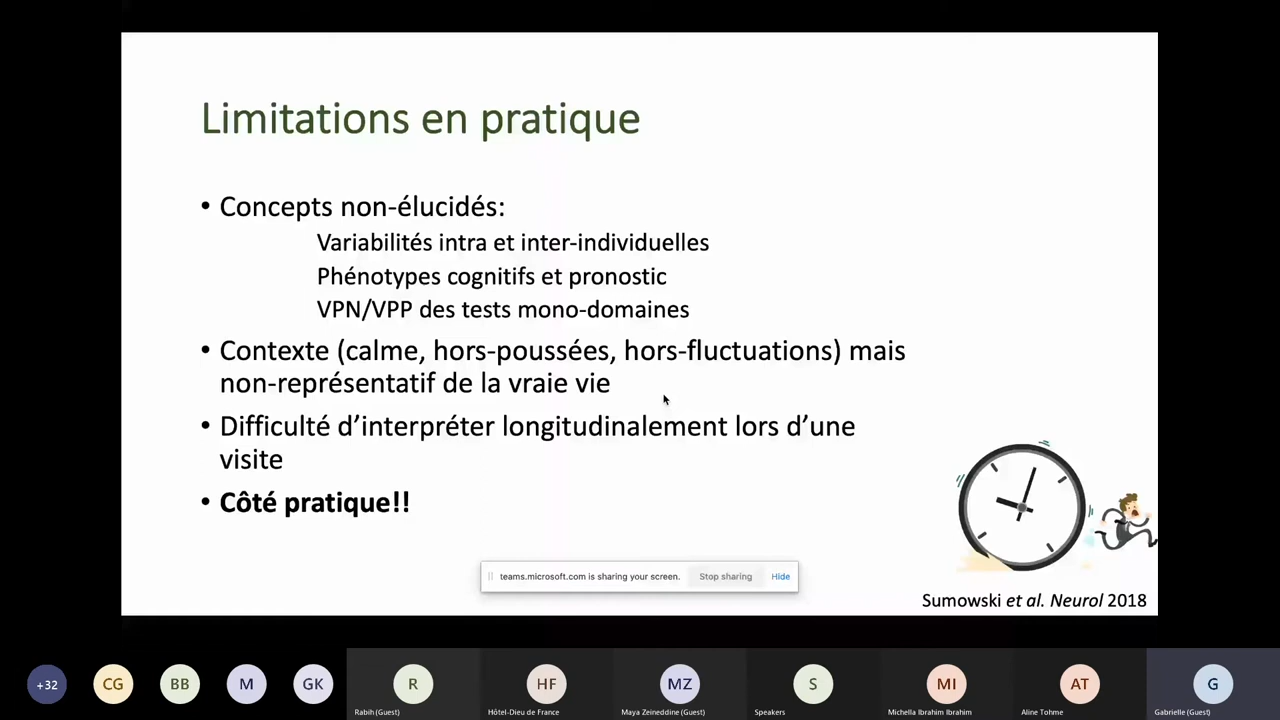 Limitations en pratique
• Concepts non-élucidés:
Variabilités intra et inter-individuelles
Phénotypes cognitifs et pronostic
VPN/VPP des tests mono-domaines
• Contexte (calme, hors-poussées, hors-fluctuations) mais
non-représentatif de la vraie vie
• Difficulté d'interpréter longitudinalement lors d'une
visite
• Côté pratique!!
teams.microsoft.com is sharing your screen. Stop sharing Hide
Sumowski et al. Neurol 2018
+32 CG BB M GK R HF MZ S MI AT G
Rabih (Guest) Hôtel-Dieu de France Maya Zeineddine (Guest) Speakers Michella Ibrahim Ibrahim Aline Tohme Gabrielle (Guest)